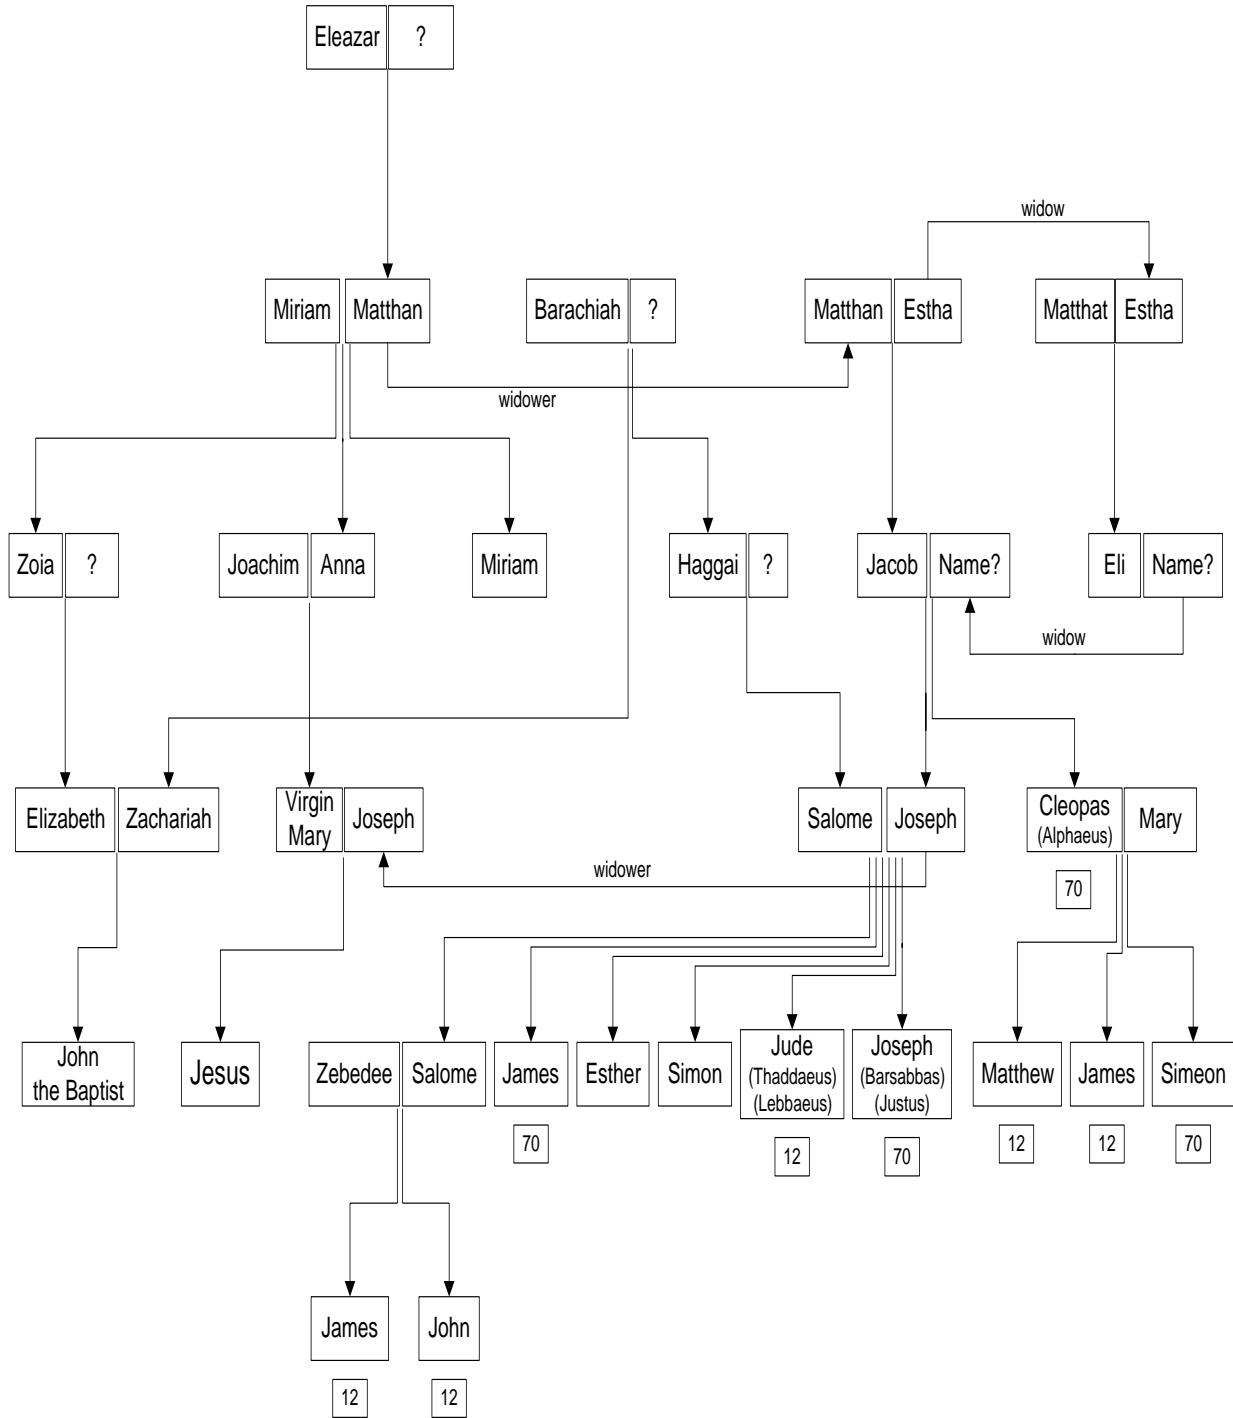 Eleazar ?
widow
Miriam Matthan Barachiah ? Matthan Estha Matthat Estha
widower
Zoia ? Joachim Anna Miriam Haggai ? Jacob Name? Eli Name?
widow
Elizabeth Zachariah
Virgin
Mary
Joseph
Salome Joseph
Cleopas
(Alphaeus)
Mary
widower
70
John
the Baptist
Jesus
Zebedee Salome James Esther Simon
Jude
(Thaddaeus)
(Lebbaeus)
Joseph
(Barsabbas)
(Justus)
Matthew James Simeon
70 12 70 12 12 70
James John
12 12